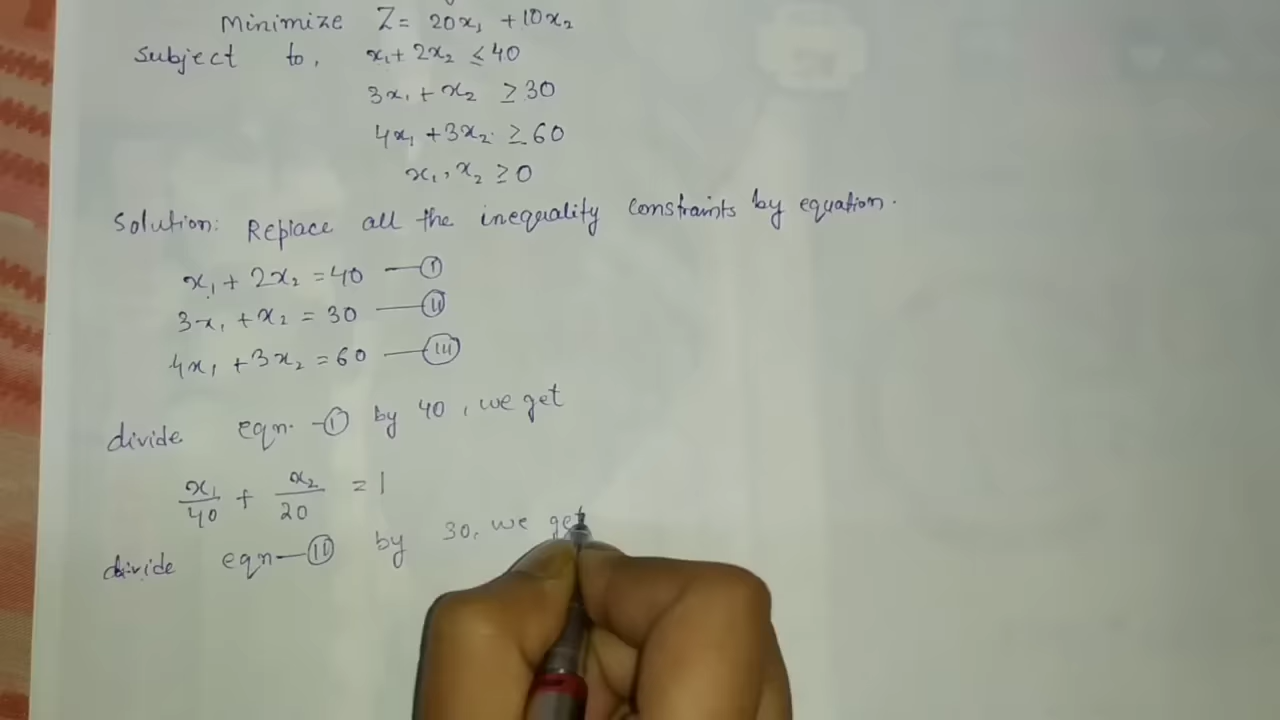 Minimize Z = 20x₁ + 10x₂
Subject to, x₁ + 2x₂ ≤ 40
3x₁ + x₂ ≥ 30
4x₁ + 3x₂ ≥ 60
x₁, x₂ ≥ 0
Solution: Replace all the inequality constraints by equation.
x₁ + 2x₂ = 40 — (I)
3x₁ + x₂ = 30 — (II)
4x₁ + 3x₂ = 60 — (III)
divide eqn. – (I) by 40, we get
x₁/40 + x₂/20 = 1
divide eqn — (II) by 30, we get